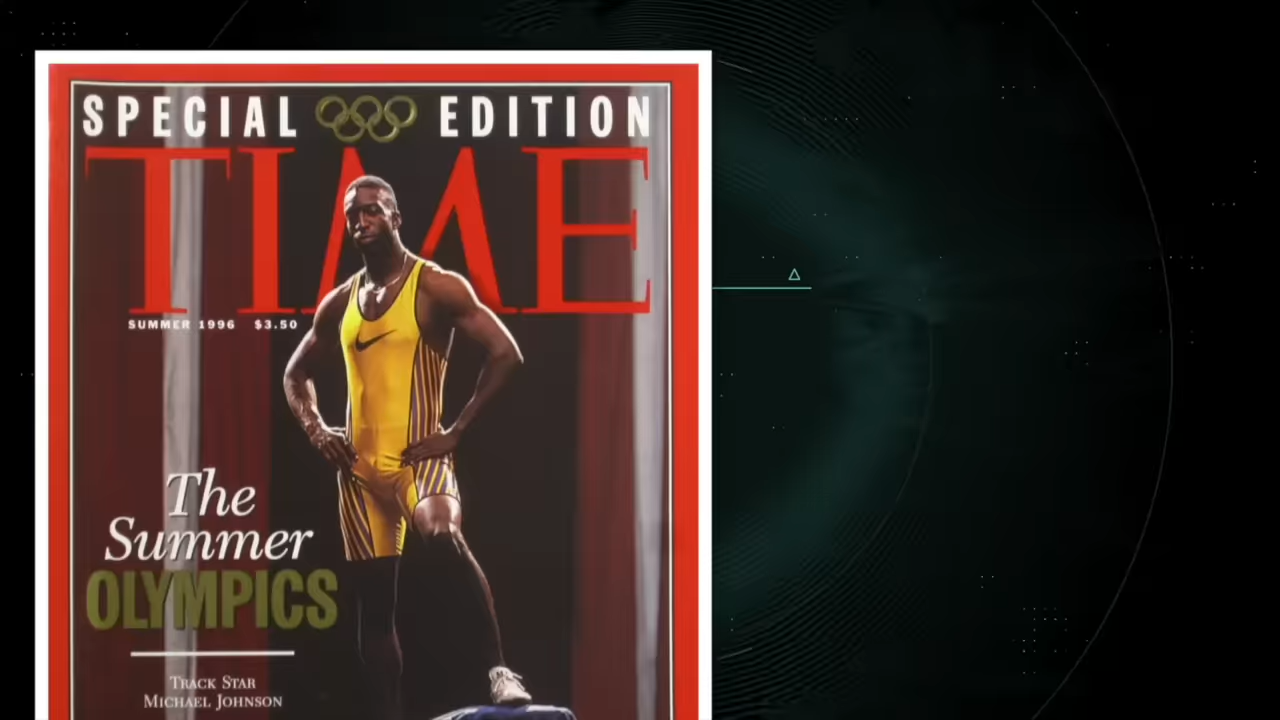 SPECIAL EDITION
TIME
SUMMER 1996 $3.50
The
Summer
OLYMPICS
TRACK STAR
MICHAEL JOHNSON